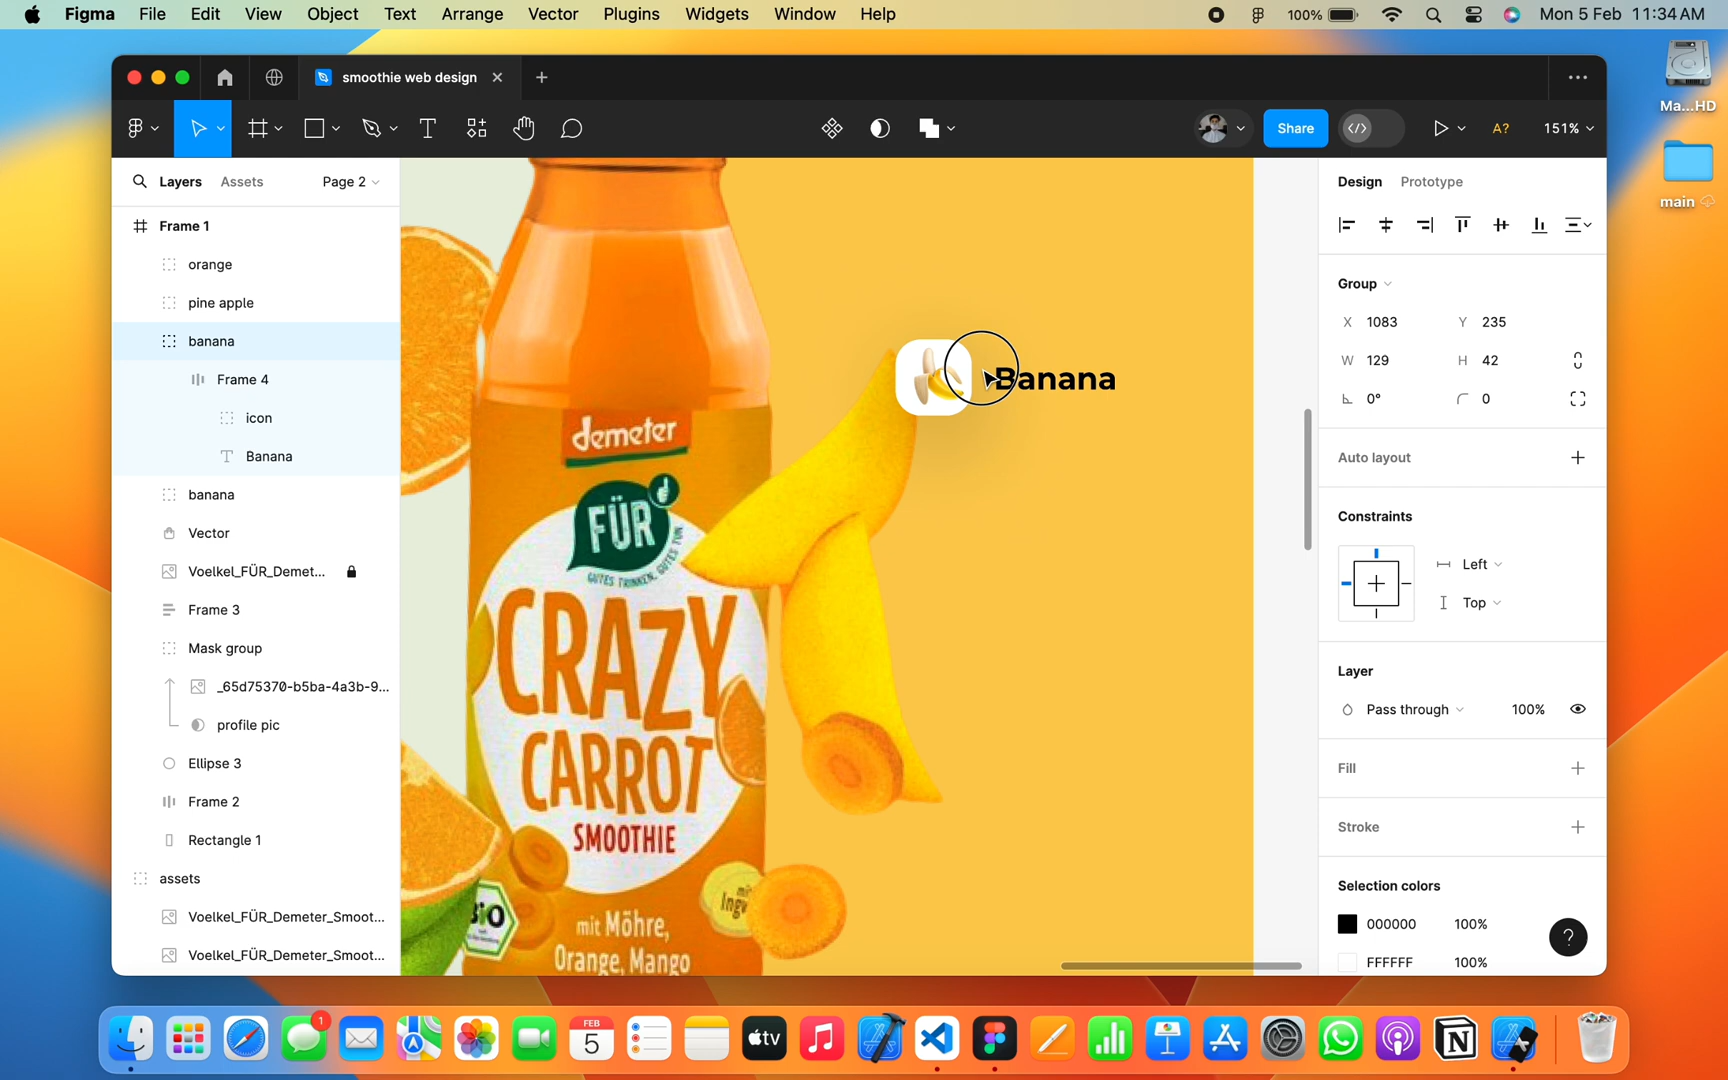 Figma File Edit View Object Text Arrange Vector Plugins Widgets Window Help 100% Mon 5 Feb 11:34 AM
smoothie web design
Share A? 151%
Layers Assets Page 2
Frame 1
orange
pine apple
banana
Frame 4
icon
Banana
banana
Vector
Voelkel_FÜR_Demet...
Frame 3
Mask group
_65d75370-b5ba-4a3b-9...
profile pic
Ellipse 3
Frame 2
Rectangle 1
assets
Voelkel_FÜR_Demeter_Smoot...
Voelkel_FÜR_Demeter_Smoot...
demeter
FÜR
GUTES TRINKEN, GUTES TUN
CRAZY
CARROT
SMOOTHIE
BIO
mit
Ingw
mit Möhre,
Orange, Mango
Banana
Design Prototype
Group
X 1083 Y 235
W 129 H 42
0° 0
Auto layout
Constraints
Left
Top
Layer
Pass through 100%
Fill
Stroke
Selection colors
000000 100%
FFFFFF 100%
?
Ma...HD
main
1
FEB
5
tv